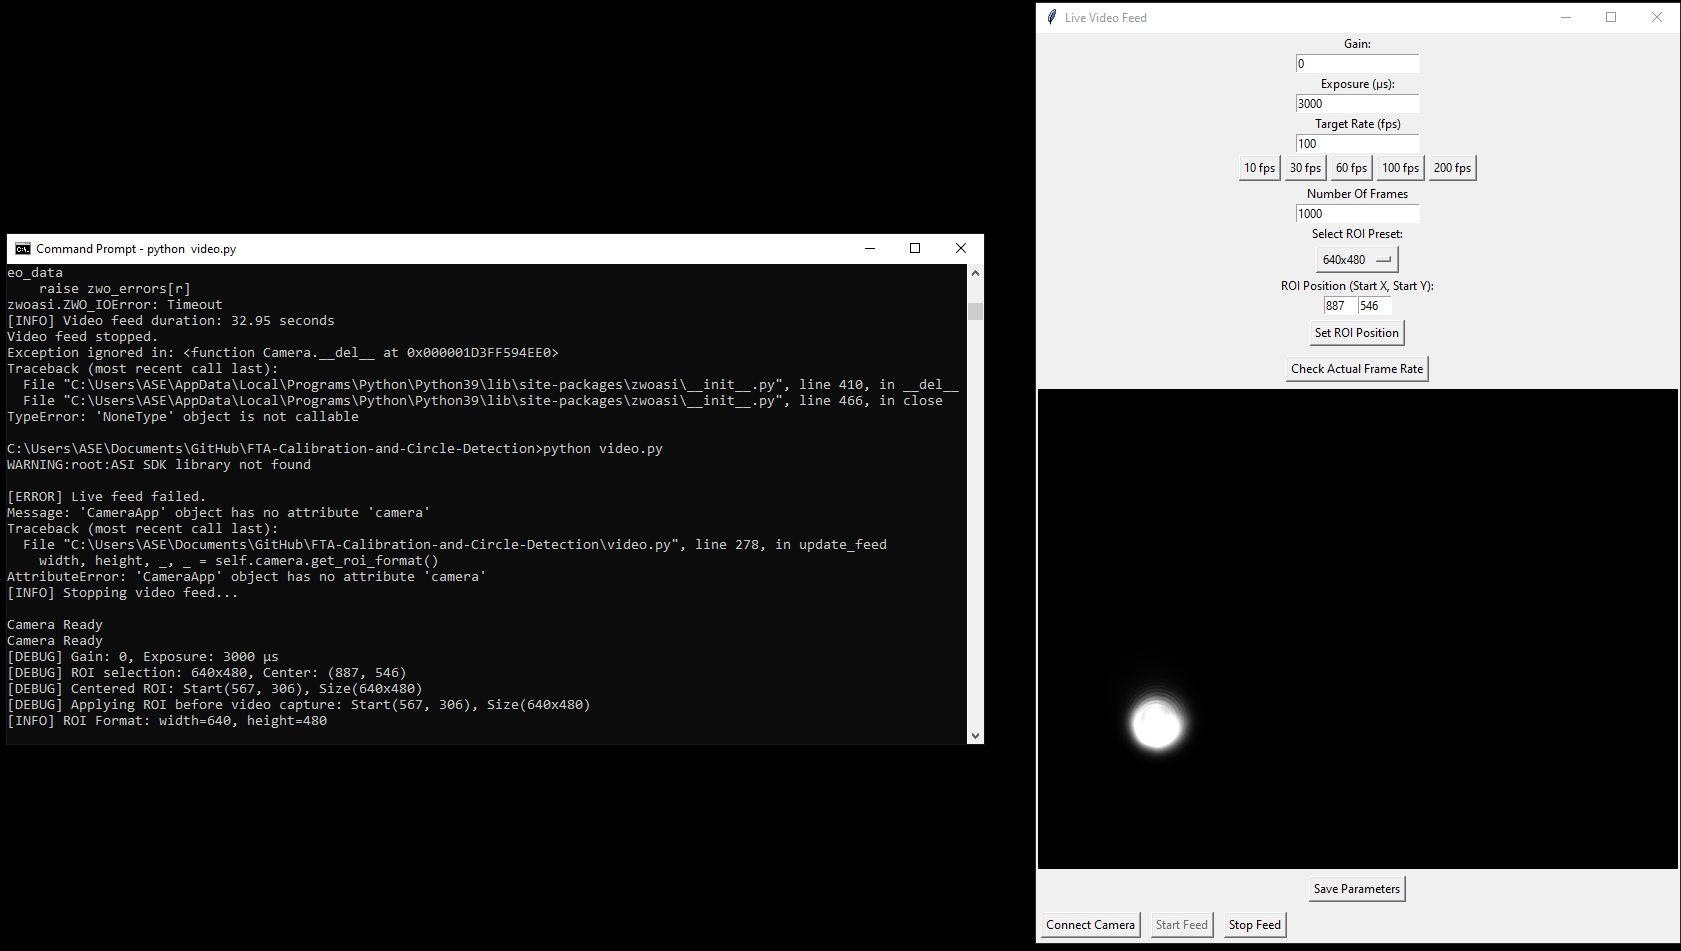 Command Prompt - python  video.py
eo_data
    raise zwo_errors[r]
zwoasi.ZWO_IOError: Timeout
[INFO] Video feed duration: 32.95 seconds
Video feed stopped.
Exception ignored in: <function Camera.__del__ at 0x000001D3FF594EE0>
Traceback (most recent call last):
  File "C:\Users\ASE\AppData\Local\Programs\Python\Python39\lib\site-packages\zwoasi\__init__.py", line 410, in __del__
  File "C:\Users\ASE\AppData\Local\Programs\Python\Python39\lib\site-packages\zwoasi\__init__.py", line 466, in close
TypeError: 'NoneType' object is not callable
C:\Users\ASE\Documents\GitHub\FTA-Calibration-and-Circle-Detection>python video.py
WARNING:root:ASI SDK library not found
[ERROR] Live feed failed.
Message: 'CameraApp' object has no attribute 'camera'
Traceback (most recent call last):
  File "C:\Users\ASE\Documents\GitHub\FTA-Calibration-and-Circle-Detection\video.py", line 278, in update_feed
    width, height, _, _ = self.camera.get_roi_format()
AttributeError: 'CameraApp' object has no attribute 'camera'
[INFO] Stopping video feed...
Camera Ready
Camera Ready
[DEBUG] Gain: 0, Exposure: 3000 µs
[DEBUG] ROI selection: 640x480, Center: (887, 546)
[DEBUG] Centered ROI: Start(567, 306), Size(640x480)
[DEBUG] Applying ROI before video capture: Start(567, 306), Size(640x480)
[INFO] ROI Format: width=640, height=480
Live Video Feed
Gain:
0
Exposure (µs):
3000
Target Rate (fps)
100
10 fps 30 fps 60 fps 100 fps 200 fps
Number Of Frames
1000
Select ROI Preset:
640x480
ROI Position (Start X, Start Y):
887 546
Set ROI Position
Check Actual Frame Rate
Save Parameters
Connect Camera Start Feed Stop Feed